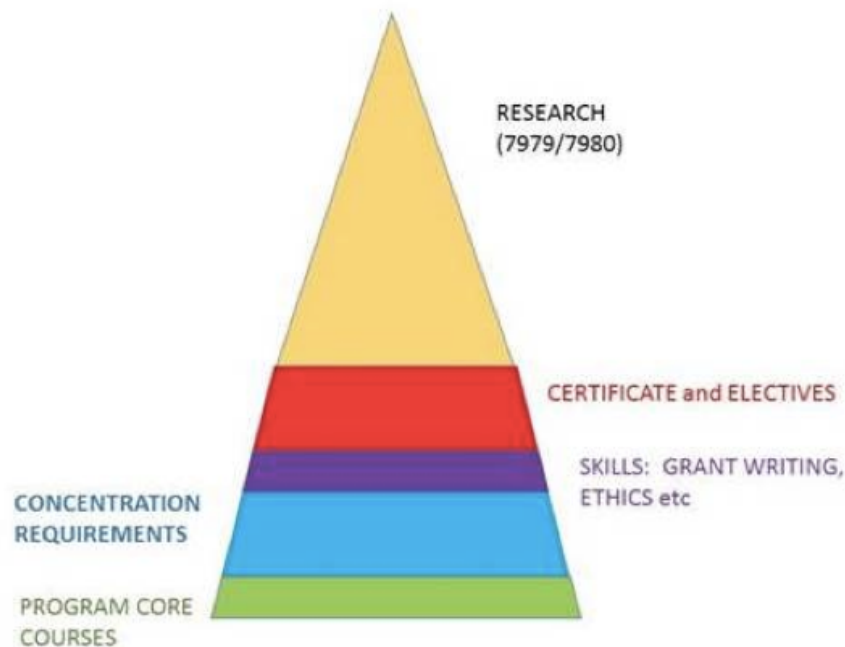 RESEARCH
(7979/7980)
CERTIFICATE and ELECTIVES
SKILLS: GRANT WRITING,
ETHICS etc
CONCENTRATION
REQUIREMENTS
PROGRAM CORE
COURSES